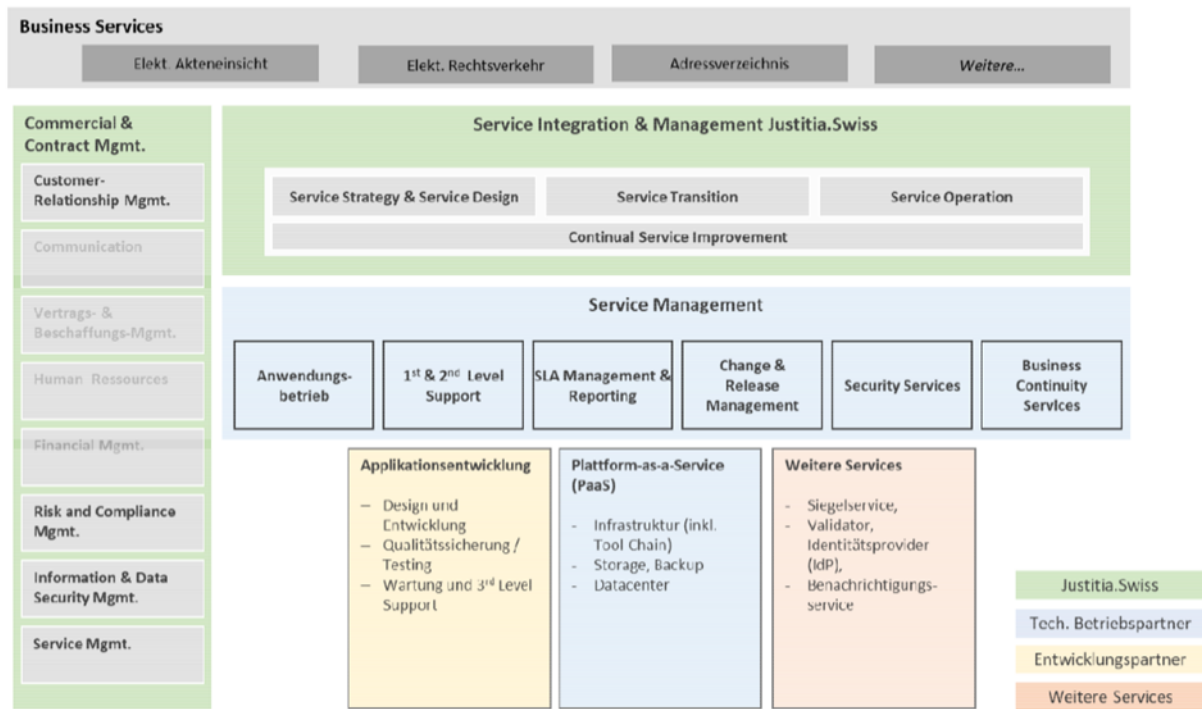 Business Services
Elekt. Akteneinsicht
Elekt. Rechtsverkehr
Adressverzeichnis
Weitere...
Commercial &
Contract Mgmt.
Customer-
Relationship Mgmt.
Communication
Vertrags- &
Beschaffungs-Mgmt.
Human Ressources
Financial Mgmt.
Risk and Compliance
Mgmt.
Information & Data
Security Mgmt.
Service Mgmt.
Service Integration & Management Justitia.Swiss
Service Strategy & Service Design
Service Transition
Service Operation
Continual Service Improvement
Service Management
Anwendungs-
betrieb
1st & 2nd Level
Support
SLA Management &
Reporting
Change &
Release
Management
Security Services
Business
Continuity
Services
Applikationsentwicklung
– Design und
Entwicklung
– Qualitätssicherung /
Testing
– Wartung und 3rd Level
Support
Plattform-as-a-Service
(PaaS)
- Infrastruktur (inkl.
Tool Chain)
- Storage, Backup
- Datacenter
Weitere Services
- Siegelservice,
- Validator,
Identitätsprovider
(IdP),
- Benachrichtigungs-
service
Justitia.Swiss
Tech. Betriebspartner
Entwicklungspartner
Weitere Services